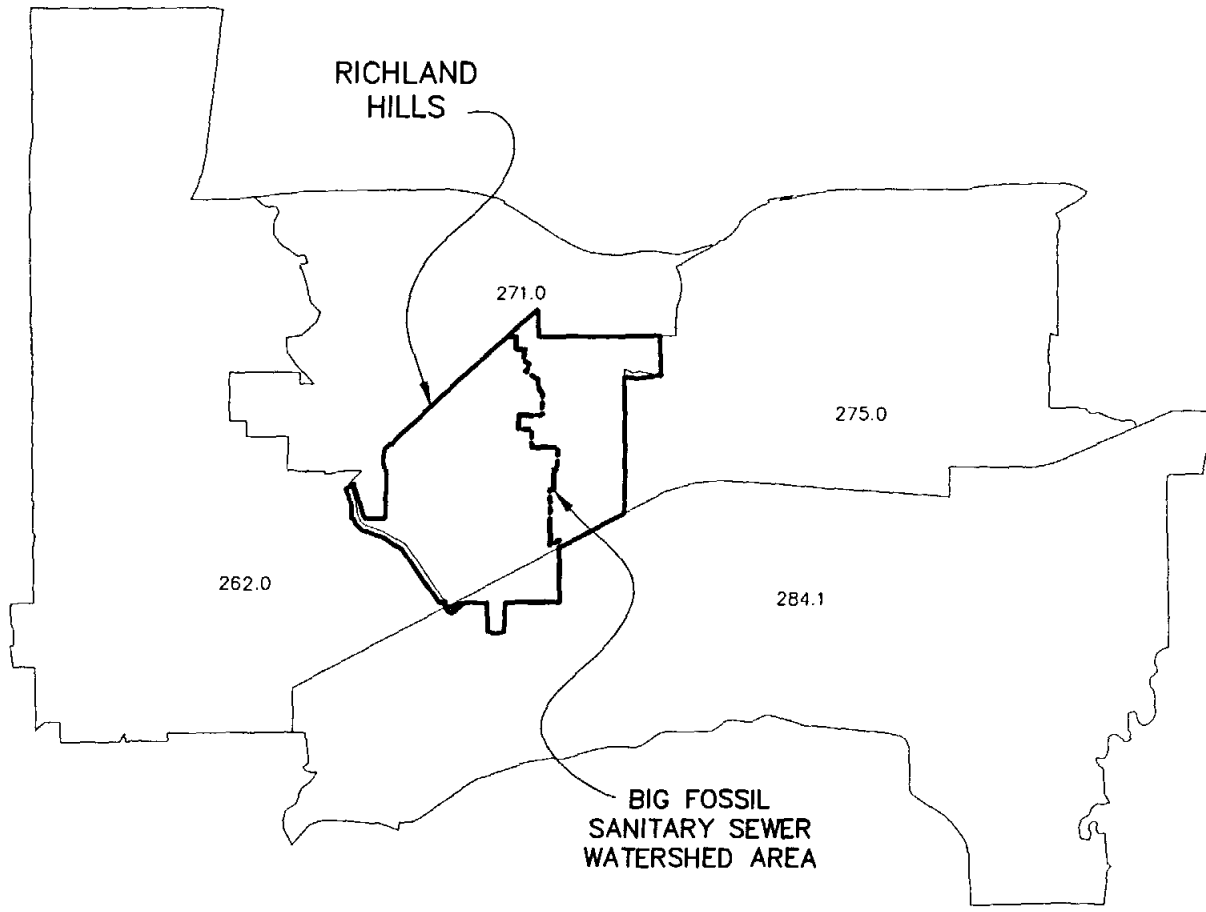 RICHLAND
HILLS
271.0
275.0
262.0
284.1
BIG FOSSIL
SANITARY SEWER
WATERSHED AREA